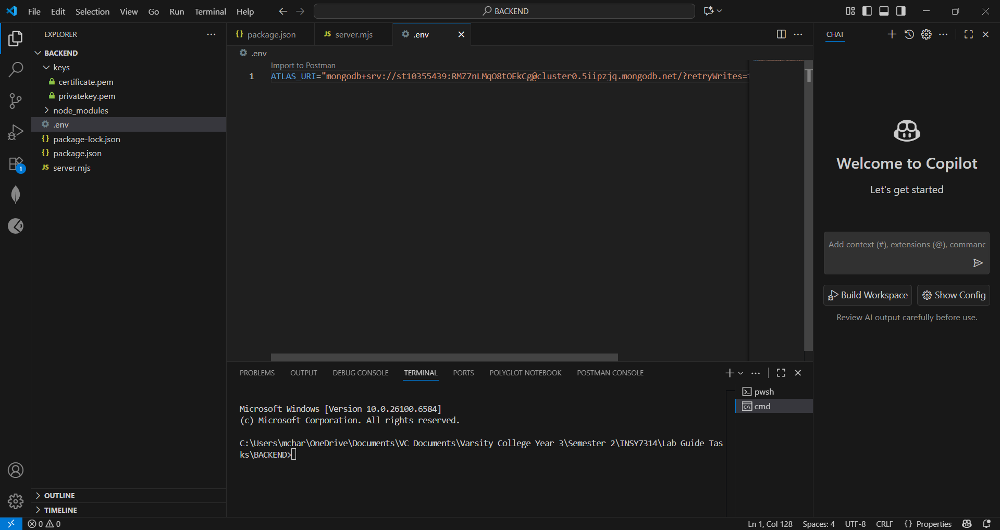 File Edit Selection View Go Run Terminal Help
BACKEND
EXPLORER
BACKEND
keys
certificate.pem
privatekey.pem
node_modules
.env
{} package-lock.json
{} package.json
JS server.mjs
1
OUTLINE
TIMELINE
{} package.json
JS server.mjs
.env
.env
Import to Postman
1 ATLAS_URI="mongodb+srv://st10355439:RMZ7nLMqO8tOEkCg@cluster0.5iipzjq.mongodb.net/?retryWrites=
PROBLEMS OUTPUT DEBUG CONSOLE TERMINAL PORTS POLYGLOT NOTEBOOK POSTMAN CONSOLE
Microsoft Windows [Version 10.0.26100.6584]
(c) Microsoft Corporation. All rights reserved.
C:\Users\mchar\OneDrive\Documents\VC Documents\Varsity College Year 3\Semester 2\INSY7314\Lab Guide Tas
ks\BACKEND>
pwsh
cmd
CHAT
Welcome to Copilot
Let's get started
Add context (#), extensions (@), commanc
Build Workspace
Show Config
Review AI output carefully before use.
0 0
Ln 1, Col 128 Spaces: 4 UTF-8 CRLF {} Properties